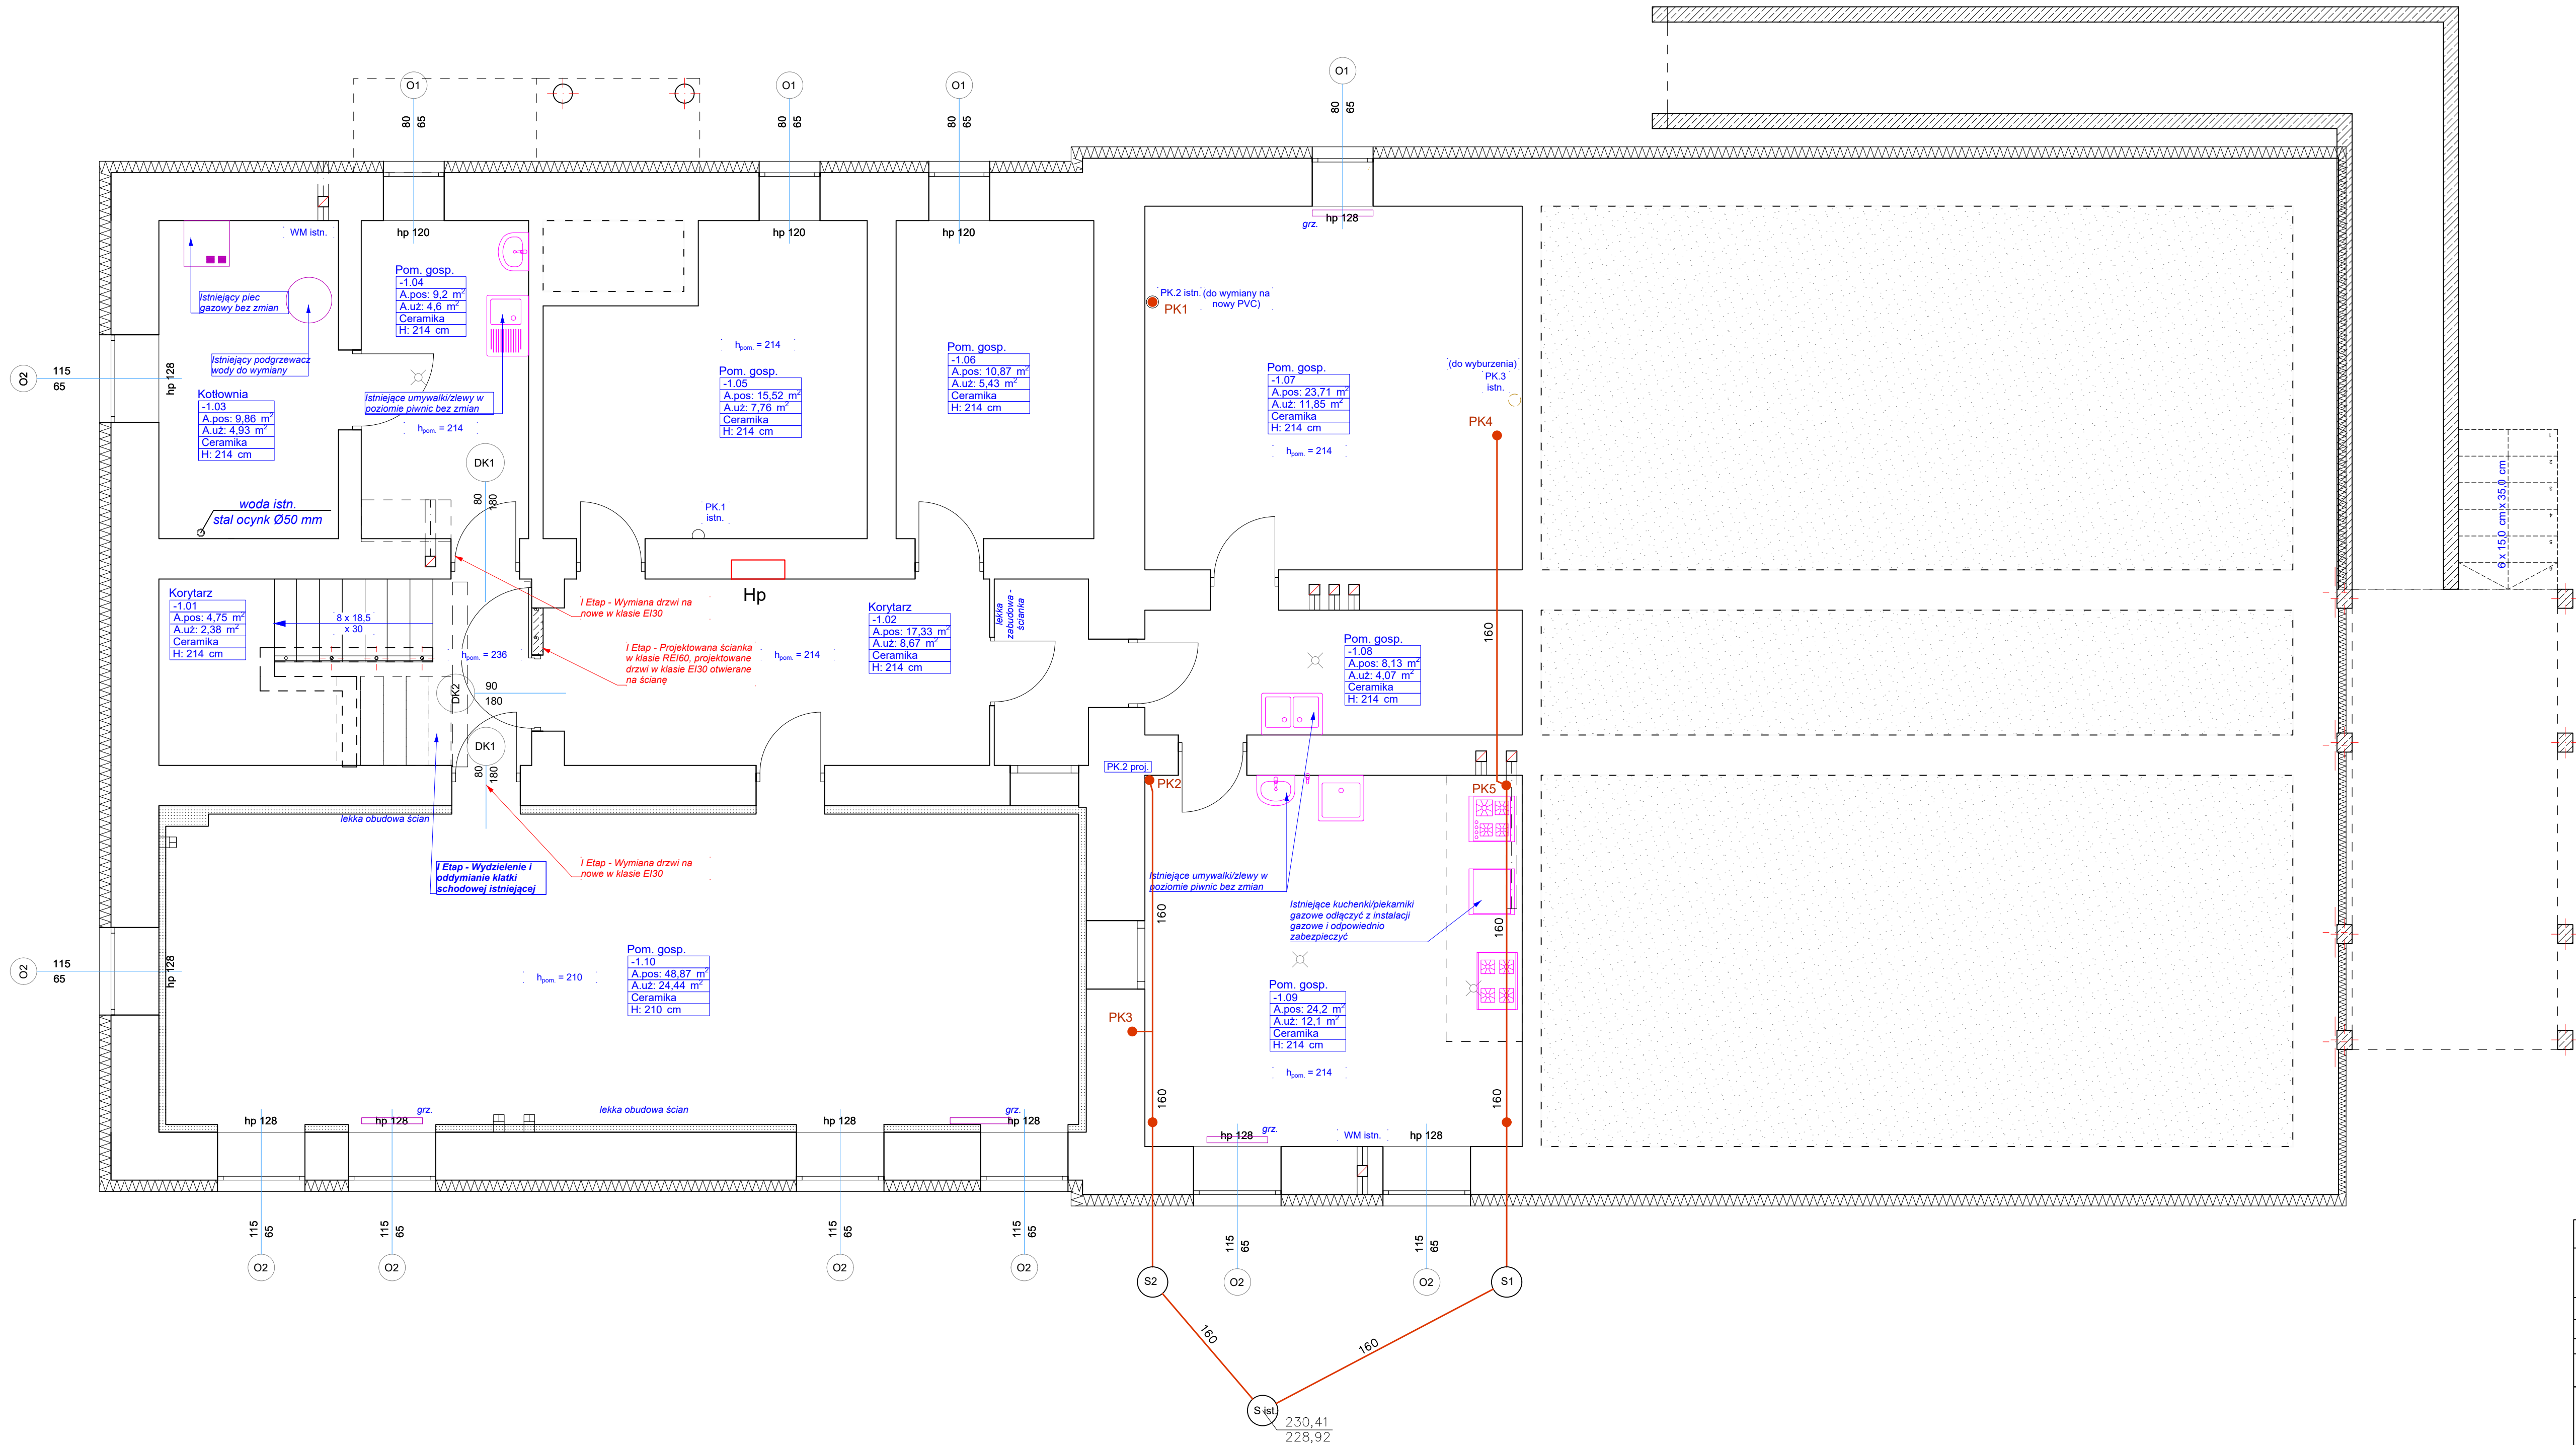 O1
80
65
O1
80
65
O1
80
65
O1
80
65
O2
115
65
hp 128
WM istn.
hp 120
hp 120
hp 120
hp 128
grz.
Istniejący piec
gazowy bez zmian
Istniejący podgrzewacz
wody do wymiany
Kotłownia
-1.03
A.pos: 9,86 m²
A.uż: 4,93 m²
Ceramika
H: 214 cm
woda istn.
stal ocynk Ø50 mm
Pom. gosp.
-1.04
A.pos: 9,2 m²
A.uż: 4,6 m²
Ceramika
H: 214 cm
Istniejące umywalki/zlewy w
poziomie piwnic bez zmian
hpom. = 214
DK1
80
180
hpom. = 214
Pom. gosp.
-1.05
A.pos: 15,52 m²
A.uż: 7,76 m²
Ceramika
H: 214 cm
PK.1
istn.
Pom. gosp.
-1.06
A.pos: 10,87 m²
A.uż: 5,43 m²
Ceramika
H: 214 cm
PK.2 istn. (do wymiany na
nowy PVC)
PK1
Pom. gosp.
-1.07
A.pos: 23,71 m²
A.uż: 11,85 m²
Ceramika
H: 214 cm
hpom. = 214
(do wyburzenia)
PK.3
istn.
PK4
160
6 x 15,0 cm x 35,0 cm
1
2
3
4
5
6
Korytarz
-1.01
A.pos: 4,75 m²
A.uż: 2,38 m²
Ceramika
H: 214 cm
8 x 18,5
x 30
hpom. = 236
DK2
90
180
DK1
80
180
I Etap - Wymiana drzwi na
nowe w klasie EI30
I Etap - Projektowana ścianka
w klasie REI60, projektowane
drzwi w klasie EI30 otwierane
na ścianę
Hp
hpom. = 214
Korytarz
-1.02
A.pos: 17,33 m²
A.uż: 8,67 m²
Ceramika
H: 214 cm
lekka
zabudowa -
ścianka
Pom. gosp.
-1.08
A.pos: 8,13 m²
A.uż: 4,07 m²
Ceramika
H: 214 cm
PK.2 proj.
PK2
PK5
lekka obudowa ścian
I Etap - Wydzielenie i
oddymianie klatki
schodowej istniejącej
I Etap - Wymiana drzwi na
nowe w klasie EI30
Istniejące umywalki/zlewy w
poziomie piwnic bez zmian
160
Istniejące kuchenki/piekarniki
gazowe odłączyć z instalacji
gazowe i odpowiednio
zabezpieczyć
160
O2
115
65
hp 128
hpom. = 210
Pom. gosp.
-1.10
A.pos: 48,87 m²
A.uż: 24,44 m²
Ceramika
H: 210 cm
PK3
Pom. gosp.
-1.09
A.pos: 24,2 m²
A.uż: 12,1 m²
Ceramika
H: 214 cm
hpom. = 214
160
160
hp 128
hp 128
grz.
lekka obudowa ścian
hp 128
grz.
hp 128
hp 128
grz.
WM istn.
hp 128
115
65
O2
115
65
O2
115
65
O2
115
65
O2
S2
115
65
O2
115
65
O2
S1
160
160
S ist.
230,41
228,92